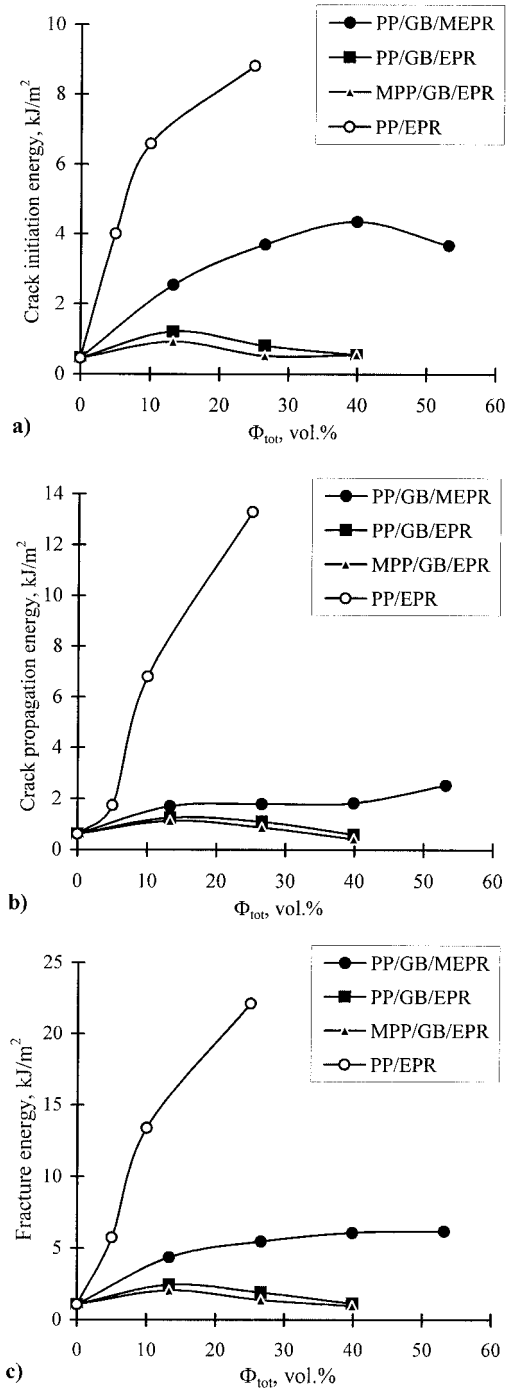 10
8
6
4
2
0
Crack initiation energy, kJ/m²
PP/GB/MEPR
PP/GB/EPR
MPP/GB/EPR
PP/EPR
0 10 20 30 40 50 60
Φtot, vol.%
a)
14
12
10
8
6
4
2
0
Crack propagation energy, kJ/m²
PP/GB/MEPR
PP/GB/EPR
MPP/GB/EPR
PP/EPR
0 10 20 30 40 50 60
Φtot, vol.%
b)
25
20
15
10
5
0
Fracture energy, kJ/m²
PP/GB/MEPR
PP/GB/EPR
MPP/GB/EPR
PP/EPR
0 10 20 30 40 50 60
Φtot, vol.%
c)